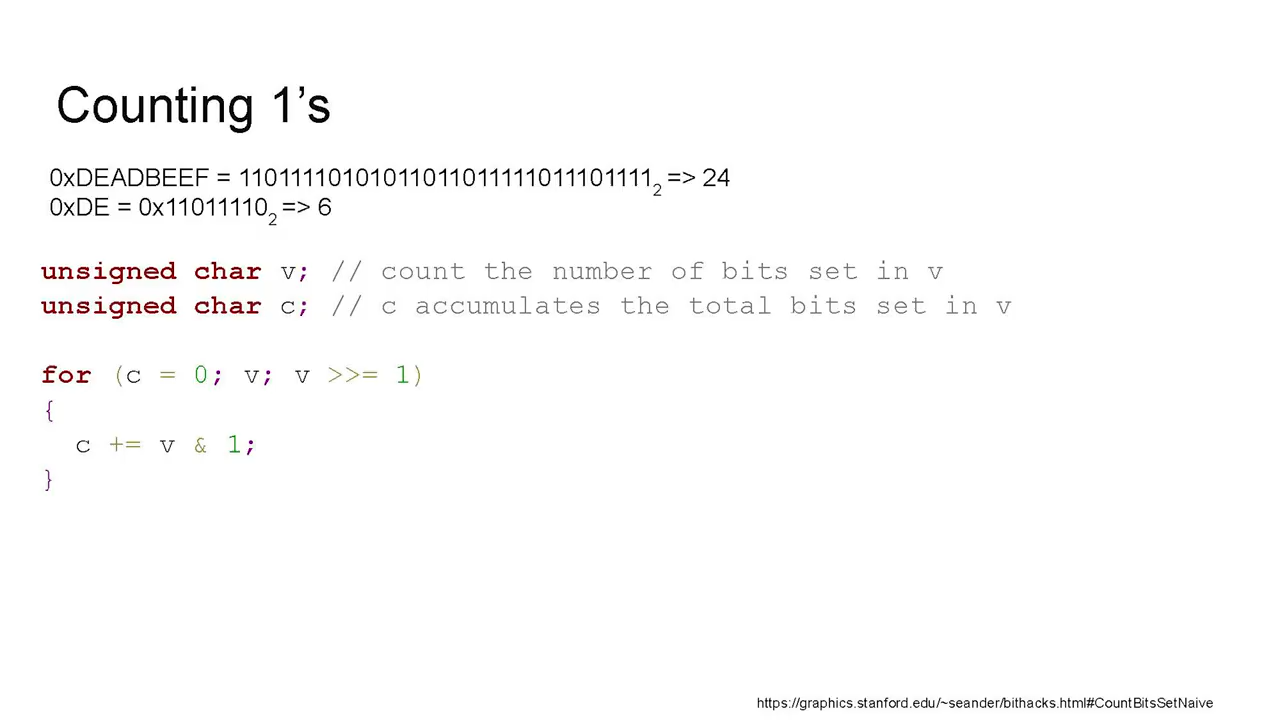 Counting 1’s
0xDEADBEEF = 11011110101011011011111011101111₂ => 24
0xDE = 0x11011110₂ => 6
unsigned char v; // count the number of bits set in v
unsigned char c; // c accumulates the total bits set in v
for (c = 0; v; v >>= 1)
{
  c += v & 1;
}
https://graphics.stanford.edu/~seander/bithacks.html#CountBitsSetNaive